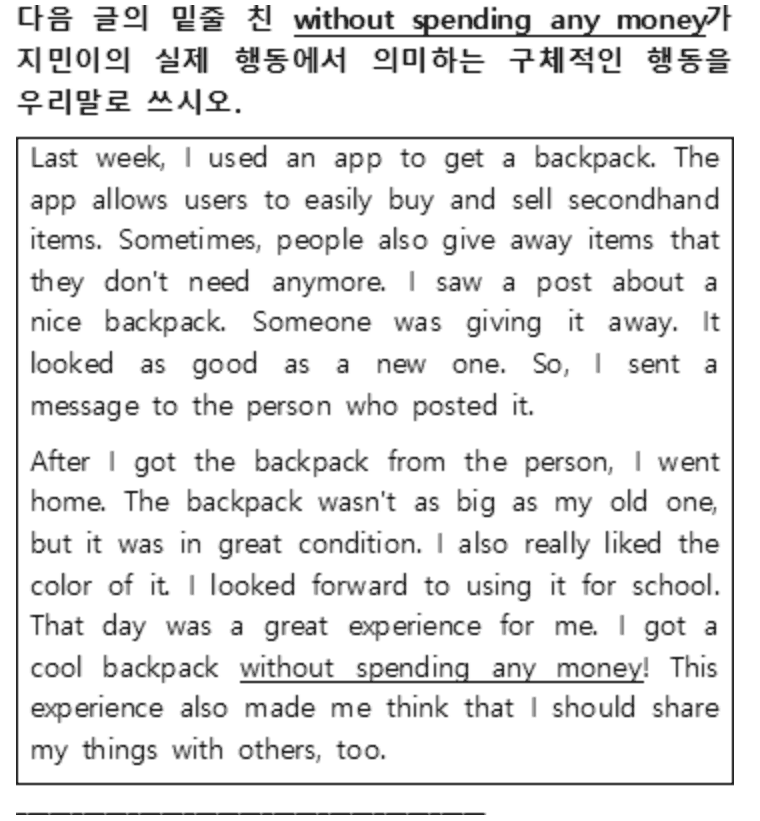 다음 글의 밑줄 친 without spending any money가
지민이의 실제 행동에서 의미하는 구체적인 행동을
우리말로 쓰시오.
Last week, I used an app to get a backpack. The
app allows users to easily buy and sell secondhand
items. Sometimes, people also give away items that
they don't need anymore. I saw a post about a
nice backpack. Someone was giving it away. It
looked as good as a new one. So, I sent a
message to the person who posted it.
After I got the backpack from the person, I went
home. The backpack wasn't as big as my old one,
but it was in great condition. I also really liked the
color of it. I looked forward to using it for school.
That day was a great experience for me. I got a
cool backpack without spending any money! This
experience also made me think that I should share
my things with others, too.